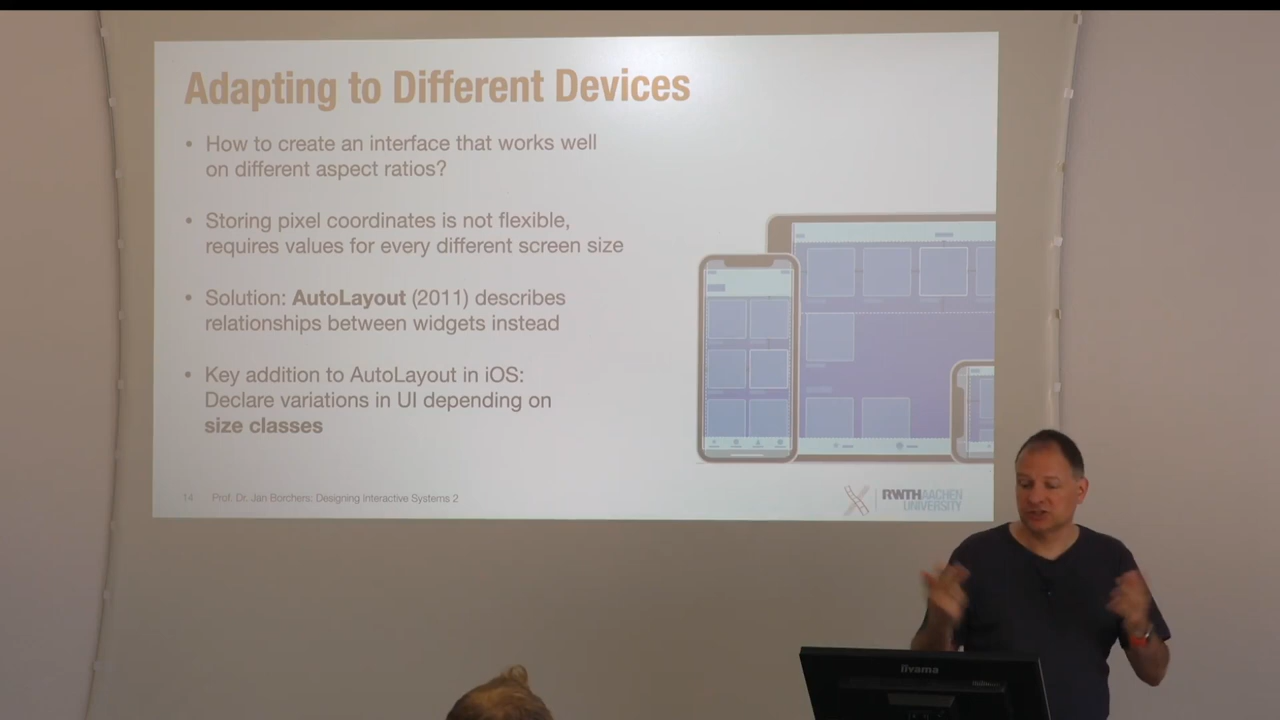 Adapting to Different Devices
• How to create an interface that works well
on different aspect ratios?
• Storing pixel coordinates is not flexible,
requires values for every different screen size
• Solution: AutoLayout (2011) describes
relationships between widgets instead
• Key addition to AutoLayout in iOS:
Declare variations in UI depending on
size classes
14 Prof. Dr. Jan Borchers: Designing Interactive Systems 2
RWTHAACHEN
UNIVERSITY
iiyama